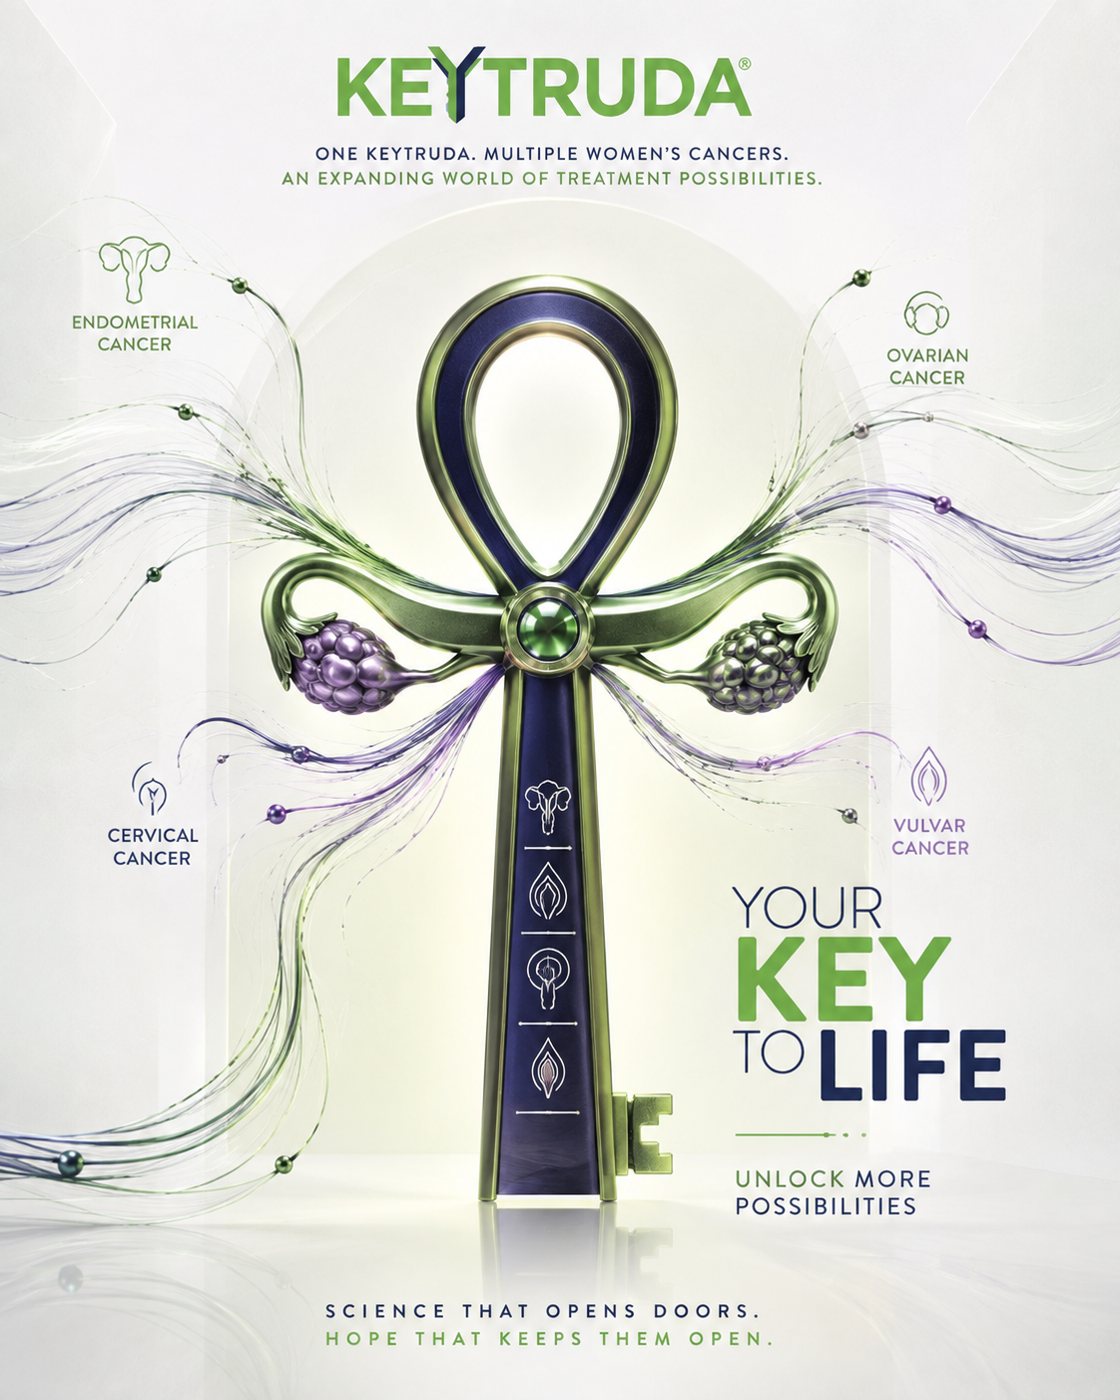 KEYTRUDA®
ONE KEYTRUDA. MULTIPLE WOMEN'S CANCERS.
AN EXPANDING WORLD OF TREATMENT POSSIBILITIES.
ENDOMETRIAL
CANCER
OVARIAN
CANCER
CERVICAL
CANCER
VULVAR
CANCER
YOUR
KEY
TO LIFE
UNLOCK MORE
POSSIBILITIES
SCIENCE THAT OPENS DOORS.
HOPE THAT KEEPS THEM OPEN.